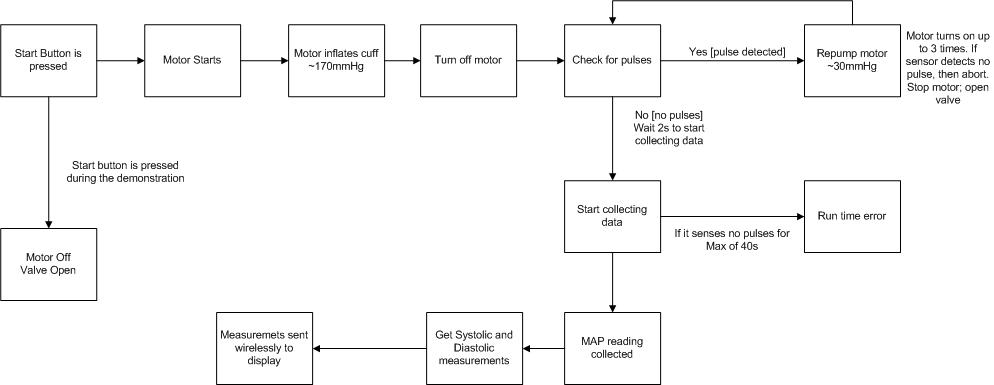 Start Button is
pressed
Motor Starts
Motor inflates cuff
~170mmHg
Turn off motor
Check for pulses
Yes [pulse detected]
Repump motor
~30mmHg
Motor turns on up
to 3 times. If
sensor detects no
pulse, then abort.
Stop motor; open
valve
No [no pulses]
Wait 2s to start
collecting data
Start button is pressed
during the demonstration
Start collecting
data
If it senses no pulses for
Max of 40s
Run time error
Motor Off
Valve Open
Measuremets sent
wirelessly to
display
Get Systolic and
Diastolic
measurements
MAP reading
collected